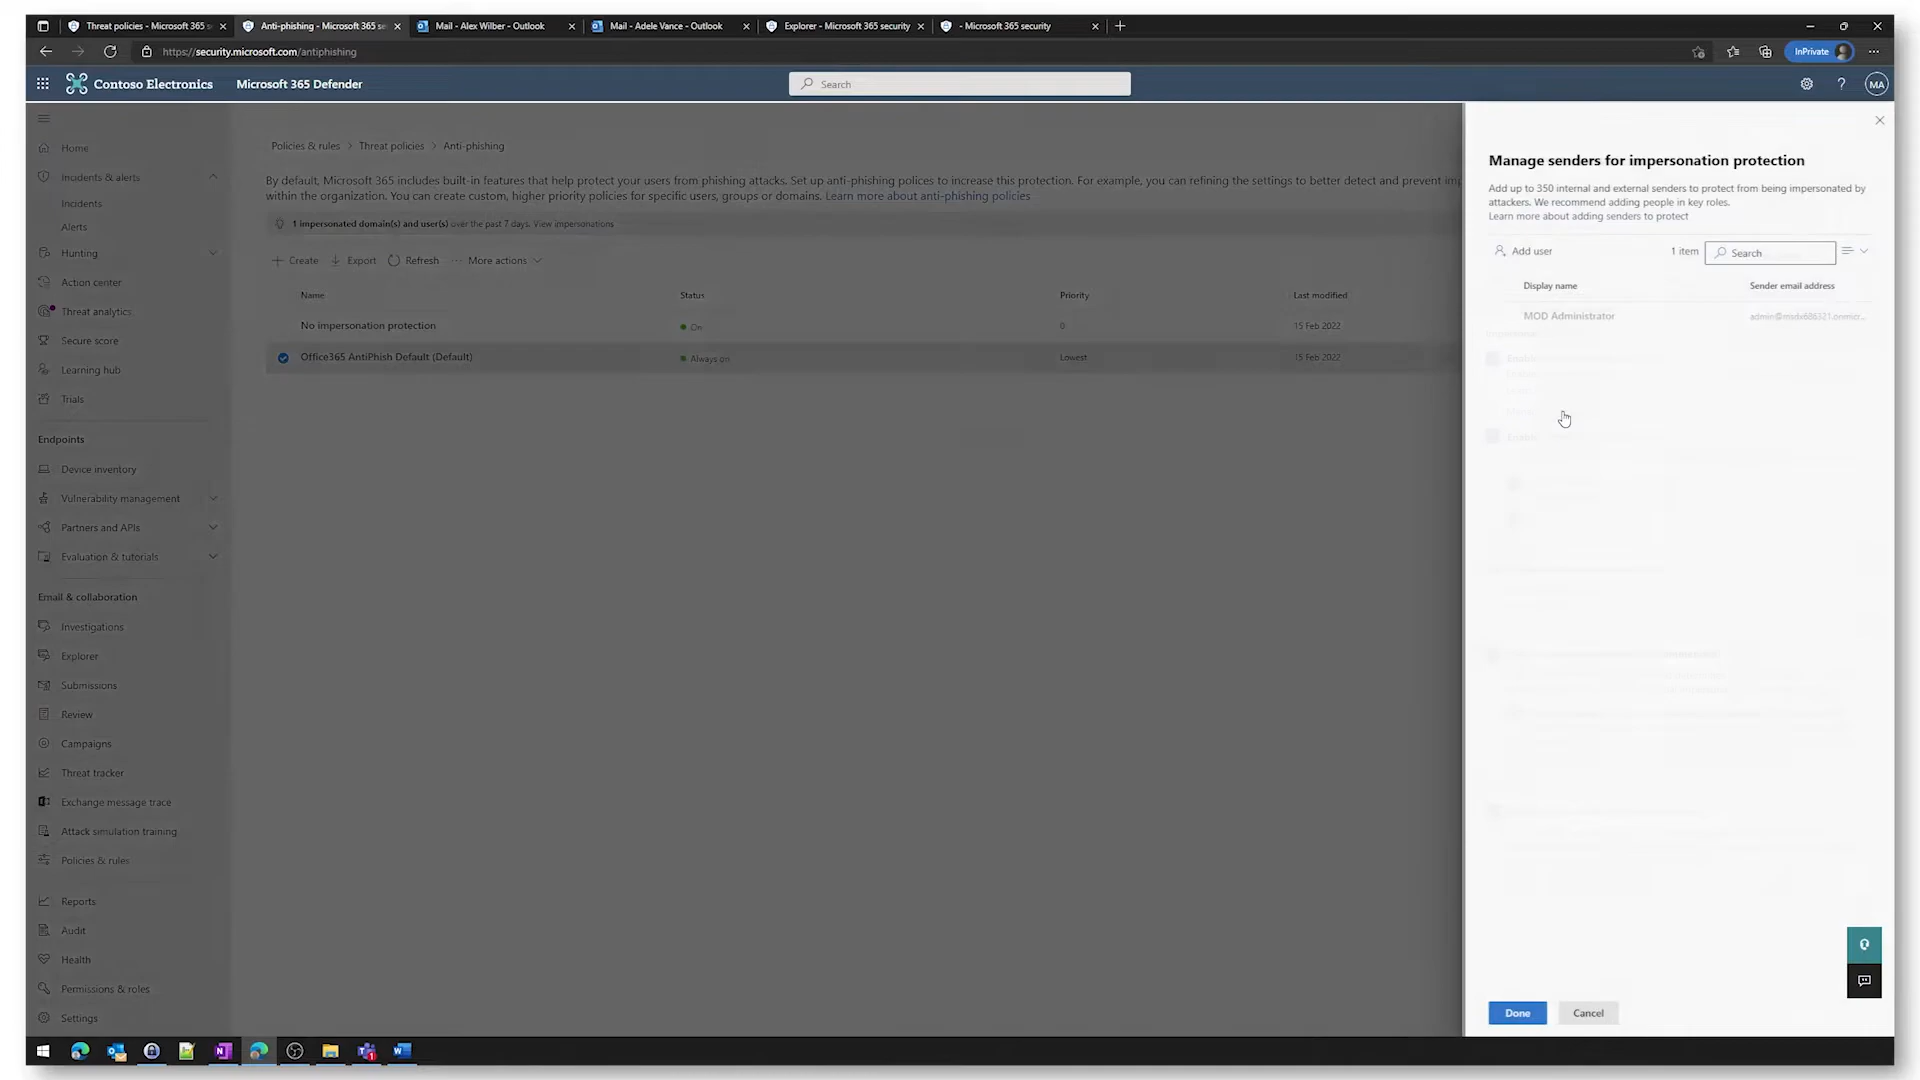 Threat policies - Microsoft 365 s
Anti-phishing - Microsoft 365 se
Mail - Alex Wilber - Outlook
Mail - Adele Vance - Outlook
Explorer - Microsoft 365 security
- Microsoft 365 security
https://security.microsoft.com/antiphishing
InPrivate
Contoso Electronics
Microsoft 365 Defender
Search
MA
Home
Incidents & alerts
Incidents
Alerts
Hunting
Action center
Threat analytics
Secure score
Learning hub
Trials
Endpoints
Device inventory
Vulnerability management
Partners and APIs
Evaluation & tutorials
Email & collaboration
Investigations
Explorer
Submissions
Review
Campaigns
Threat tracker
Exchange message trace
Attack simulation training
Policies & rules
Reports
Audit
Health
Permissions & roles
Settings
Policies & rules > Threat policies > Anti-phishing
By default, Microsoft 365 includes built-in features that help protect your users from phishing attacks. Set up anti-phishing polices to increase this protection. For example, you can refining the settings to better detect and prevent im
within the organization. You can create custom, higher priority policies for specific users, groups or domains. Learn more about anti-phishing policies
1 impersonated domain(s) and user(s) over the past 7 days. View impersonations
Create Export Refresh ··· More actions
Name Status Priority Last modified
No impersonation protection On 0 15 Feb 2022
Office365 AntiPhish Default (Default) Always on Lowest 15 Feb 2022
Manage senders for impersonation protection
Add up to 350 internal and external senders to protect from being impersonated by
attackers. We recommend adding people in key roles.
Learn more about adding senders to protect
Add user 1 item Search
Display name Sender email address
MOD Administrator admin@msdx686321.onmicr...
Done Cancel